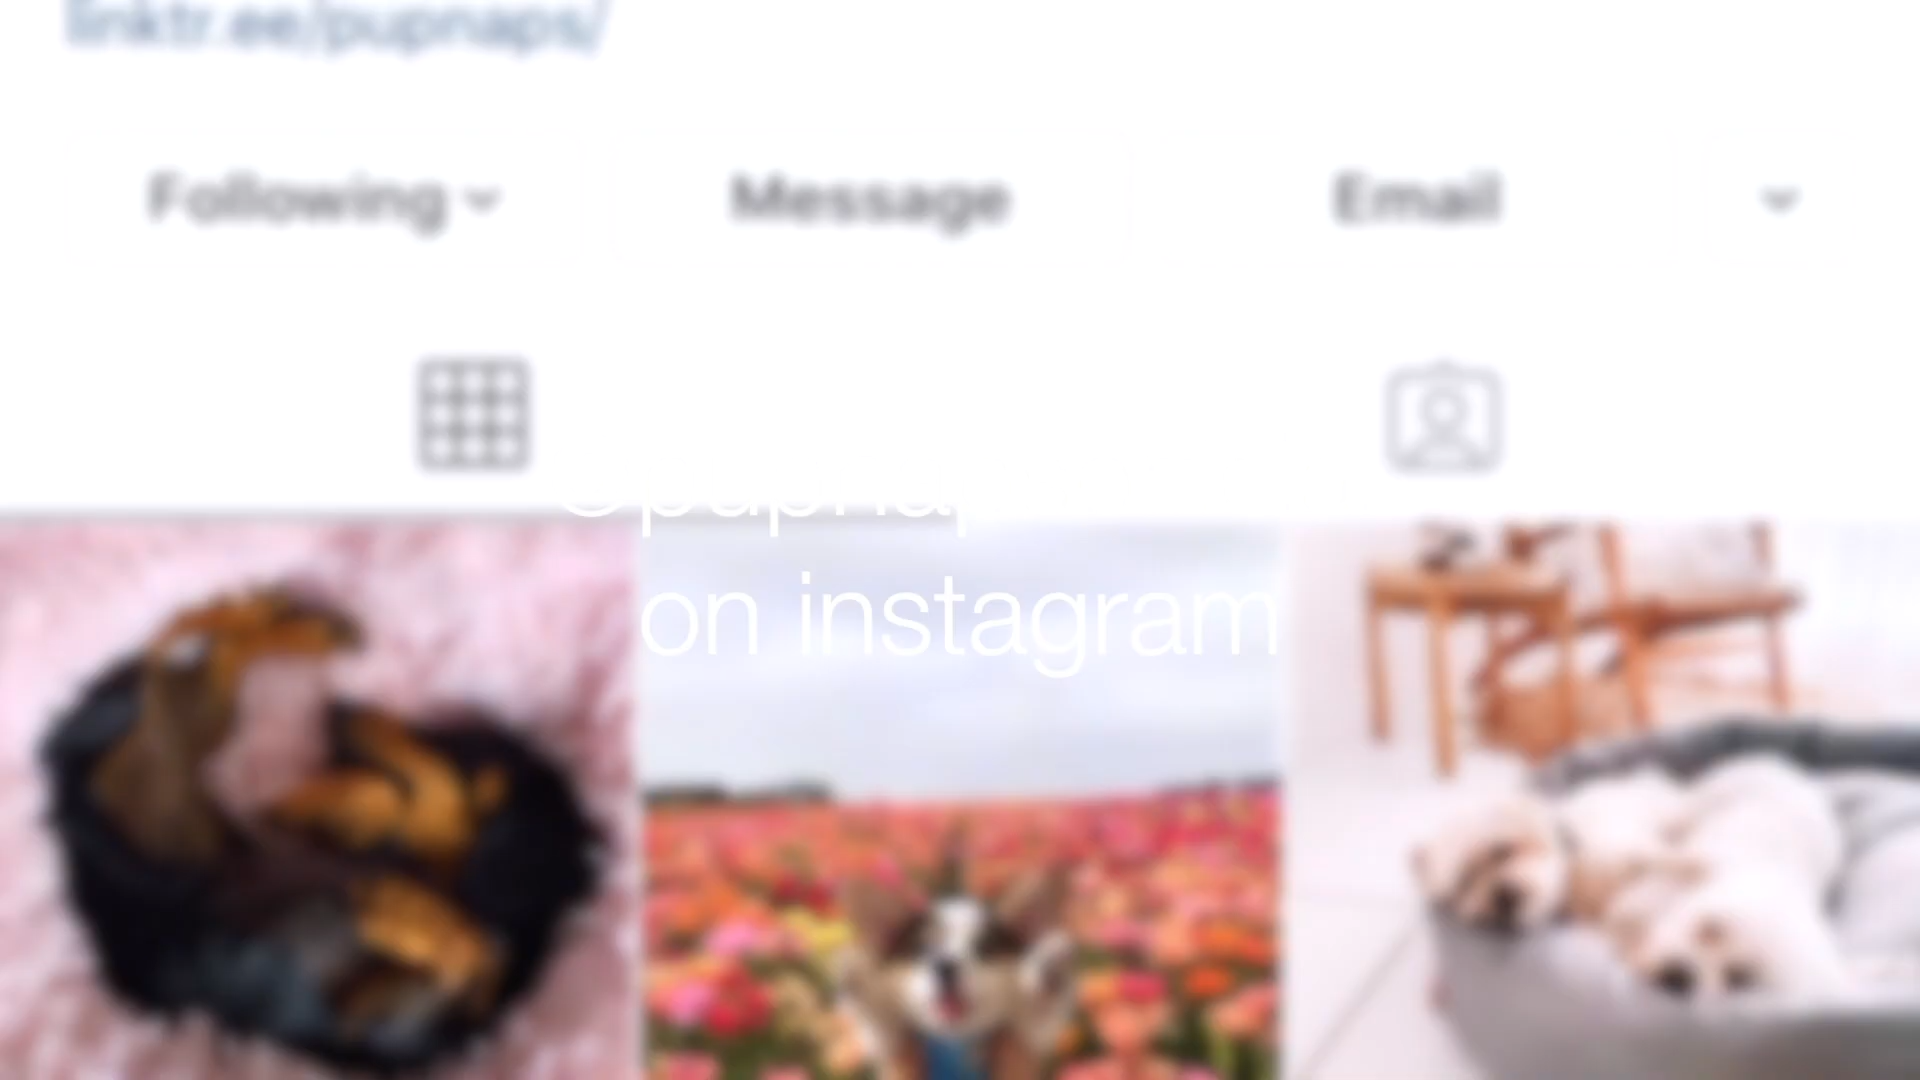 linktr.ee/pupnaps/
Following
Message
Email
on instagram